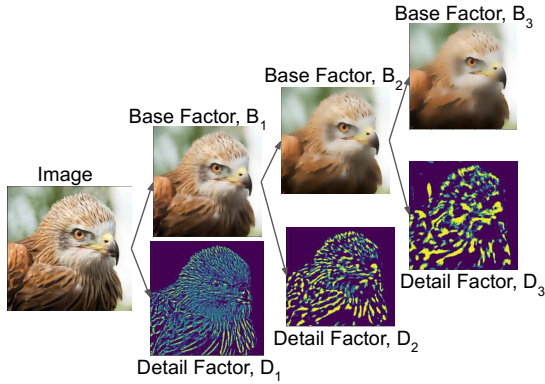 Image
Base Factor, B1
Detail Factor, D1
Base Factor, B2
Detail Factor, D2
Base Factor, B3
Detail Factor, D3